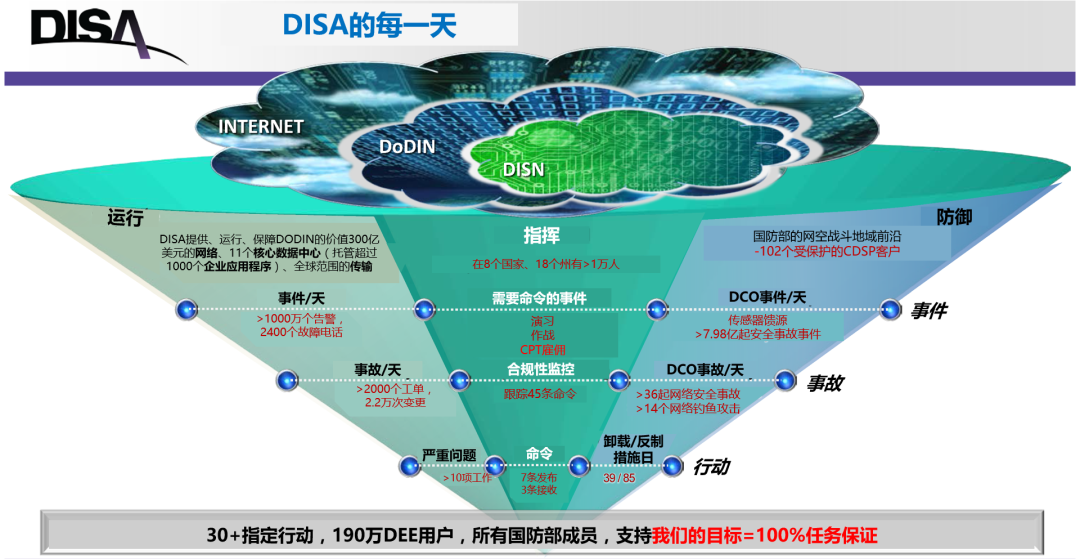 DISA
DISA的每一天
INTERNET
DoDIN
DISN
运行
指挥
防御
DISA提供、运行、保障DODIN的价值300亿
美元的网络、11个核心数据中心（托管超过
1000个企业应用程序）、全球范围的传输
在8个国家、18个州有>1万人
国防部的网空战斗地域前沿
-102个受保护的CDSP客户
事件/天
>1000万个告警，
2400个故障电话
需要命令的事件
演习
作战
CPT雇佣
DCO事件/天
传感器馈源
>7.98亿起安全事故事件
事件
事故/天
>2000个工单，
2.2万次变更
合规性监控
跟踪45条命令
DCO事故/天
>36起网络安全事故
>14个网络钓鱼攻击
事故
严重问题
>10项工作
命令
7条发布
3条接收
卸载/反制
措施日
39 / 85
行动
30+指定行动，190万DEE用户，所有国防部成员，支持我们的目标=100%任务保证